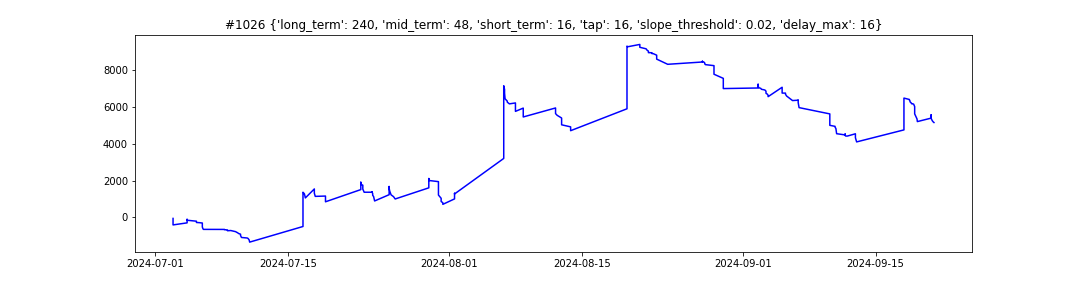 #1026 {'long_term': 240, 'mid_term': 48, 'short_term': 16, 'tap': 16, 'slope_threshold': 0.02, 'delay_max': 16}
8000
6000
4000
2000
0
2024-07-01 2024-07-15 2024-08-01 2024-08-15 2024-09-01 2024-09-15